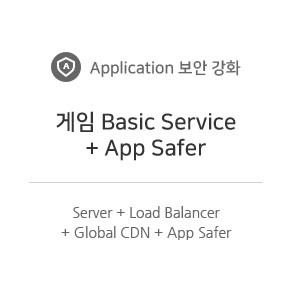 A
Application 보안 강화
게임 Basic Service
+ App Safer
Server + Load Balancer
+ Global CDN + App Safer